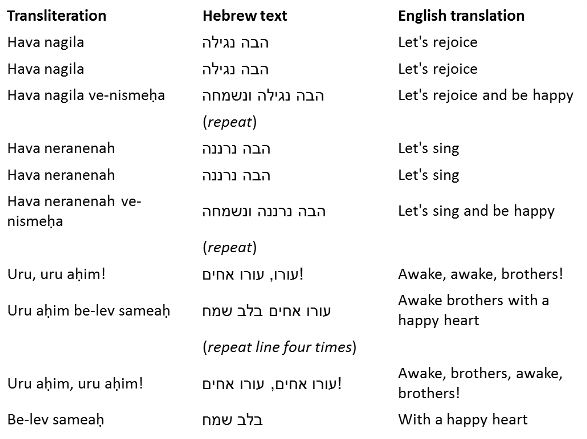 Transliteration Hebrew text English translation
Hava nagila הבה נגילה Let's rejoice
Hava nagila הבה נגילה Let's rejoice
Hava nagila ve-nismeḥa הבה נגילה ונשמחה Let's rejoice and be happy
(repeat)
Hava neranenah הבה נרננה Let's sing
Hava neranenah הבה נרננה Let's sing
Hava neranenah ve-
nismeḥa הבה נרננה ונשמחה Let's sing and be happy
(repeat)
Uru, uru aḥim! עורו, עורו אחים! Awake, awake, brothers!
Uru aḥim be-lev sameaḥ עורו אחים בלב שמח Awake brothers with a
happy heart
(repeat line four times)
Uru aḥim, uru aḥim! עורו אחים, עורו אחים! Awake, brothers, awake,
brothers!
Be-lev sameaḥ בלב שמח With a happy heart